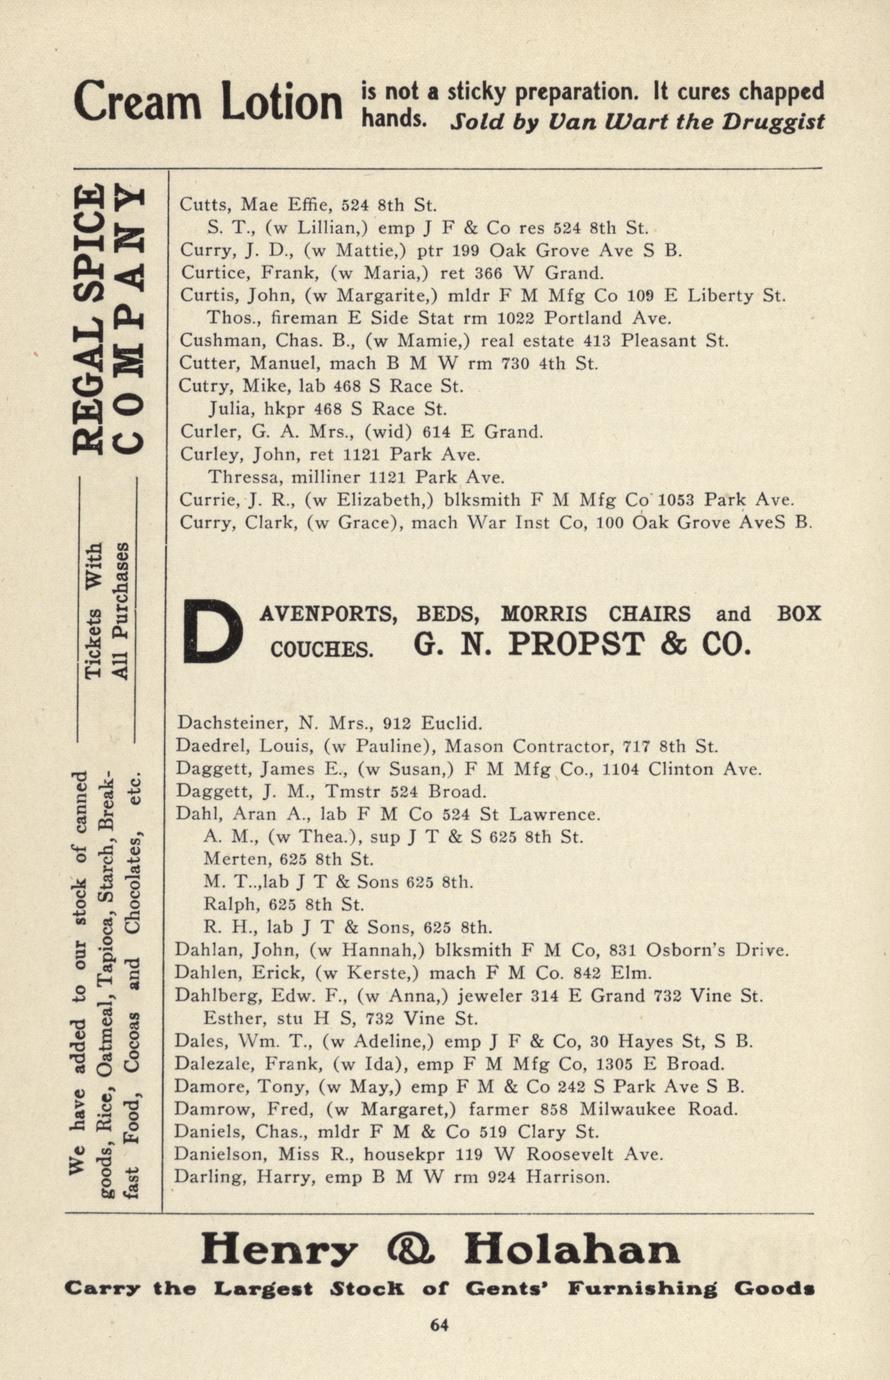 Cream Lotion is not a sticky preparation. It cures chapped
hands. Sold by Van Wart the Druggist
REGAL SPICE
COMPANY
Tickets With
All Purchases
We have added to our stock of canned
goods, Rice, Oatmeal, Tapioca, Starch, Break-
fast Food, Cocoas and Chocolates, etc.
Cutts, Mae Effie, 524 8th St.
S. T., (w Lillian,) emp J F & Co res 524 8th St.
Curry, J. D., (w Mattie,) ptr 199 Oak Grove Ave S B.
Curtice, Frank, (w Maria,) ret 366 W Grand.
Curtis, John, (w Margarite,) mldr F M Mfg Co 109 E Liberty St.
Thos., fireman E Side Stat rm 1022 Portland Ave.
Cushman, Chas. B., (w Mamie,) real estate 413 Pleasant St.
Cutter, Manuel, mach B M W rm 730 4th St.
Cutry, Mike, lab 468 S Race St.
Julia, hkpr 468 S Race St.
Curler, G. A. Mrs., (wid) 614 E Grand.
Curley, John, ret 1121 Park Ave.
Thressa, milliner 1121 Park Ave.
Currie, J. R., (w Elizabeth,) blksmith F M Mfg Co 1053 Park Ave.
Curry, Clark, (w Grace), mach War Inst Co, 100 Oak Grove AveS B.
DAVENPORTS, BEDS, MORRIS CHAIRS and BOX
COUCHES. G. N. PROPST & CO.
Dachsteiner, N. Mrs., 912 Euclid.
Daedrel, Louis, (w Pauline), Mason Contractor, 717 8th St.
Daggett, James E., (w Susan,) F M Mfg Co., 1104 Clinton Ave.
Daggett, J. M., Tmstr 524 Broad.
Dahl, Aran A., lab F M Co 524 St Lawrence.
A. M., (w Thea.), sup J T & S 625 8th St.
Merten, 625 8th St.
M. T..,lab J T & Sons 625 8th.
Ralph, 625 8th St.
R. H., lab J T & Sons, 625 8th.
Dahlan, John, (w Hannah,) blksmith F M Co, 831 Osborn's Drive.
Dahlen, Erick, (w Kerste,) mach F M Co. 842 Elm.
Dahlberg, Edw. F., (w Anna,) jeweler 314 E Grand 732 Vine St.
Esther, stu H S, 732 Vine St.
Dales, Wm. T., (w Adeline,) emp J F & Co, 30 Hayes St, S B.
Dalezale, Frank, (w Ida), emp F M Mfg Co, 1305 E Broad.
Damore, Tony, (w May,) emp F M & Co 242 S Park Ave S B.
Damrow, Fred, (w Margaret,) farmer 858 Milwaukee Road.
Daniels, Chas., mldr F M & Co 519 Clary St.
Danielson, Miss R., housekpr 119 W Roosevelt Ave.
Darling, Harry, emp B M W rm 924 Harrison.
Henry & Holahan
Carry the Largest Stock of Gents' Furnishing Goods
64